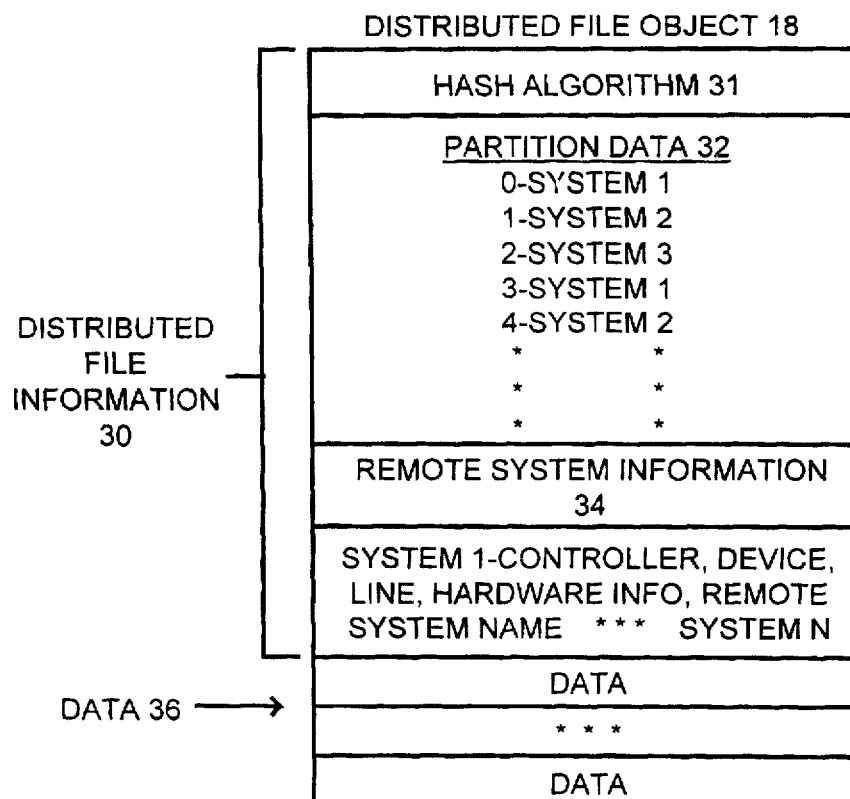 DISTRIBUTED FILE OBJECT 18
HASH ALGORITHM 31
PARTITION DATA 32
0-SYSTEM 1
1-SYSTEM 2
2-SYSTEM 3
3-SYSTEM 1
4-SYSTEM 2
* *
* *
* *
DISTRIBUTED
FILE
INFORMATION
30
REMOTE SYSTEM INFORMATION
34
SYSTEM 1-CONTROLLER, DEVICE,
LINE, HARDWARE INFO, REMOTE
SYSTEM NAME * * * SYSTEM N
DATA 36
DATA
* * *
DATA